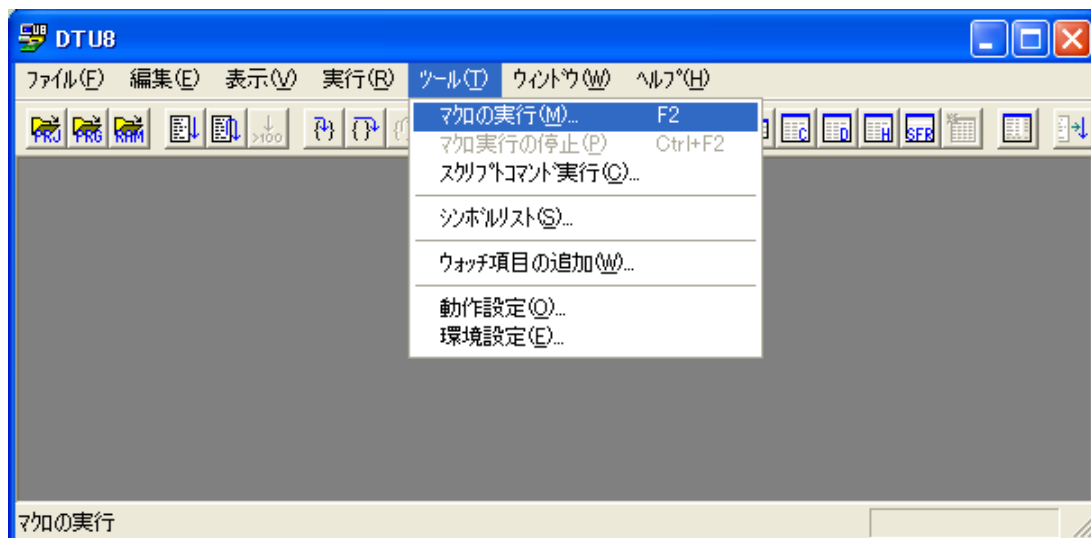 DTU8
ファイル(F) 編集(E) 表示(V) 実行(R) ツール(T) ウィンドウ(W) ヘルプ(H)
PRJ PRG RAM >100 C D H SFR
マクロの実行(M)... F2
マクロ実行の停止(P) Ctrl+F2
スクリプトコマンド実行(C)...
シンボルリスト(S)...
ウォッチ項目の追加(W)...
動作設定(O)...
環境設定(E)...
マクロの実行